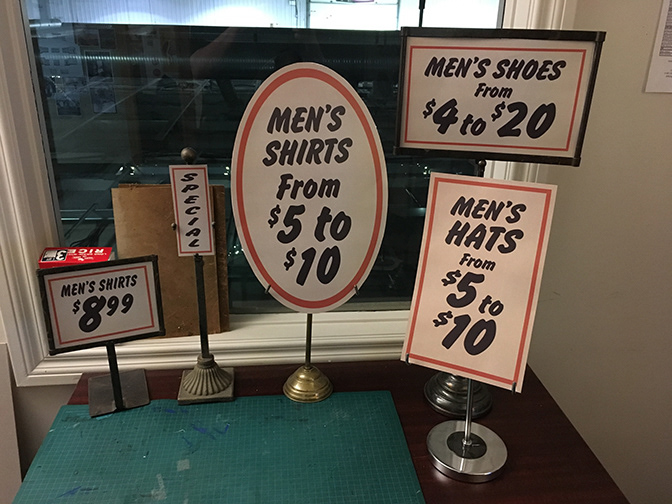 MEN'S SHOES
From
$4 to $20
MEN'S
SHIRTS
From
$5 to
$10
SPECIAL
MEN'S
HATS
From
$5 to
$10
RICE
MEN'S SHIRTS
$8.99